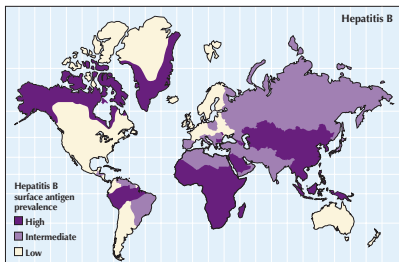 Hepatitis B
Hepatitis B
surface antigen
prevalence
High
Intermediate
Low